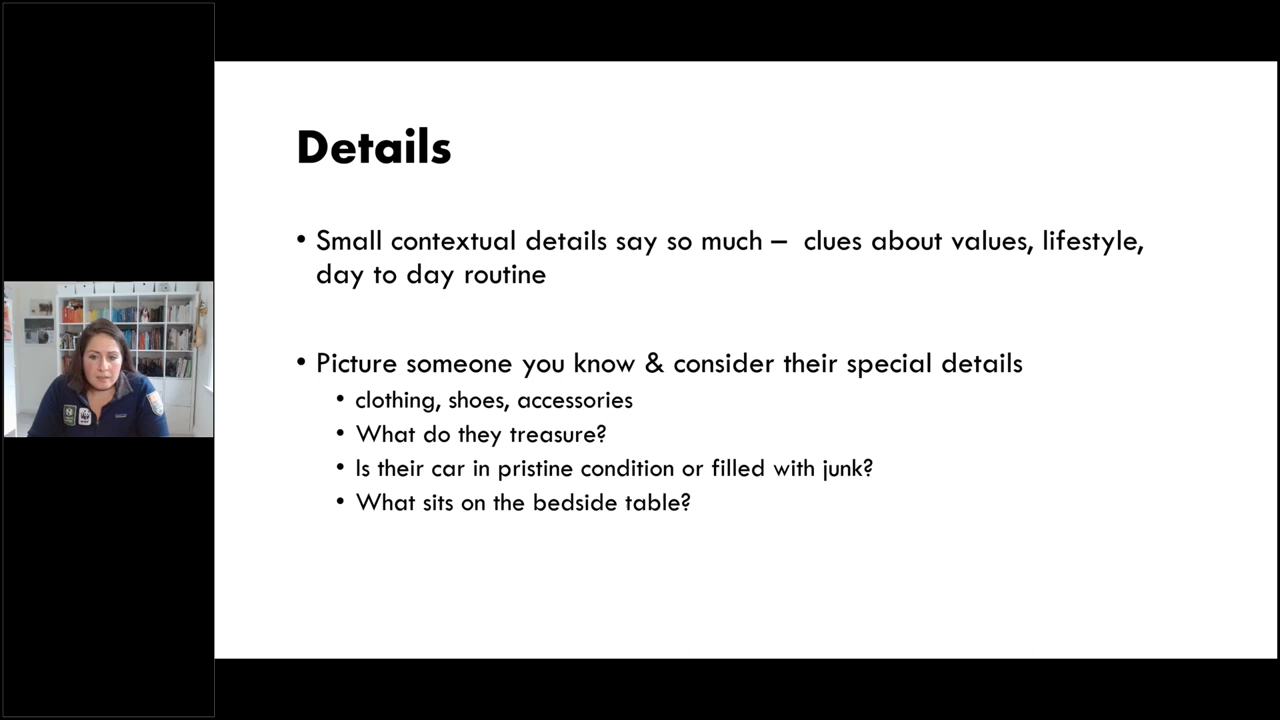 Details
• Small contextual details say so much –  clues about values, lifestyle,
day to day routine
• Picture someone you know & consider their special details
• clothing, shoes, accessories
• What do they treasure?
• Is their car in pristine condition or filled with junk?
• What sits on the bedside table?